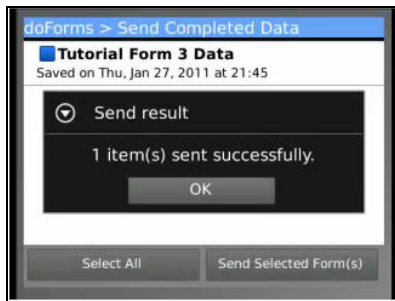 doForms > Send Completed Data
Tutorial Form 3 Data
Saved on Thu, Jan 27, 2011 at 21:45
Send result
1 item(s) sent successfully.
OK
Select All Send Selected Form(s)